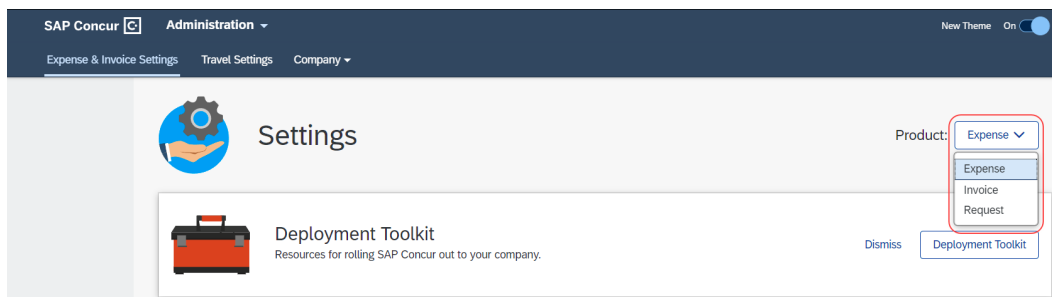 SAP Concur C Administration
New Theme On
Expense & Invoice Settings Travel Settings Company
Settings
Product: Expense
Expense
Invoice
Request
Deployment Toolkit
Resources for rolling SAP Concur out to your company.
Dismiss Deployment Toolkit